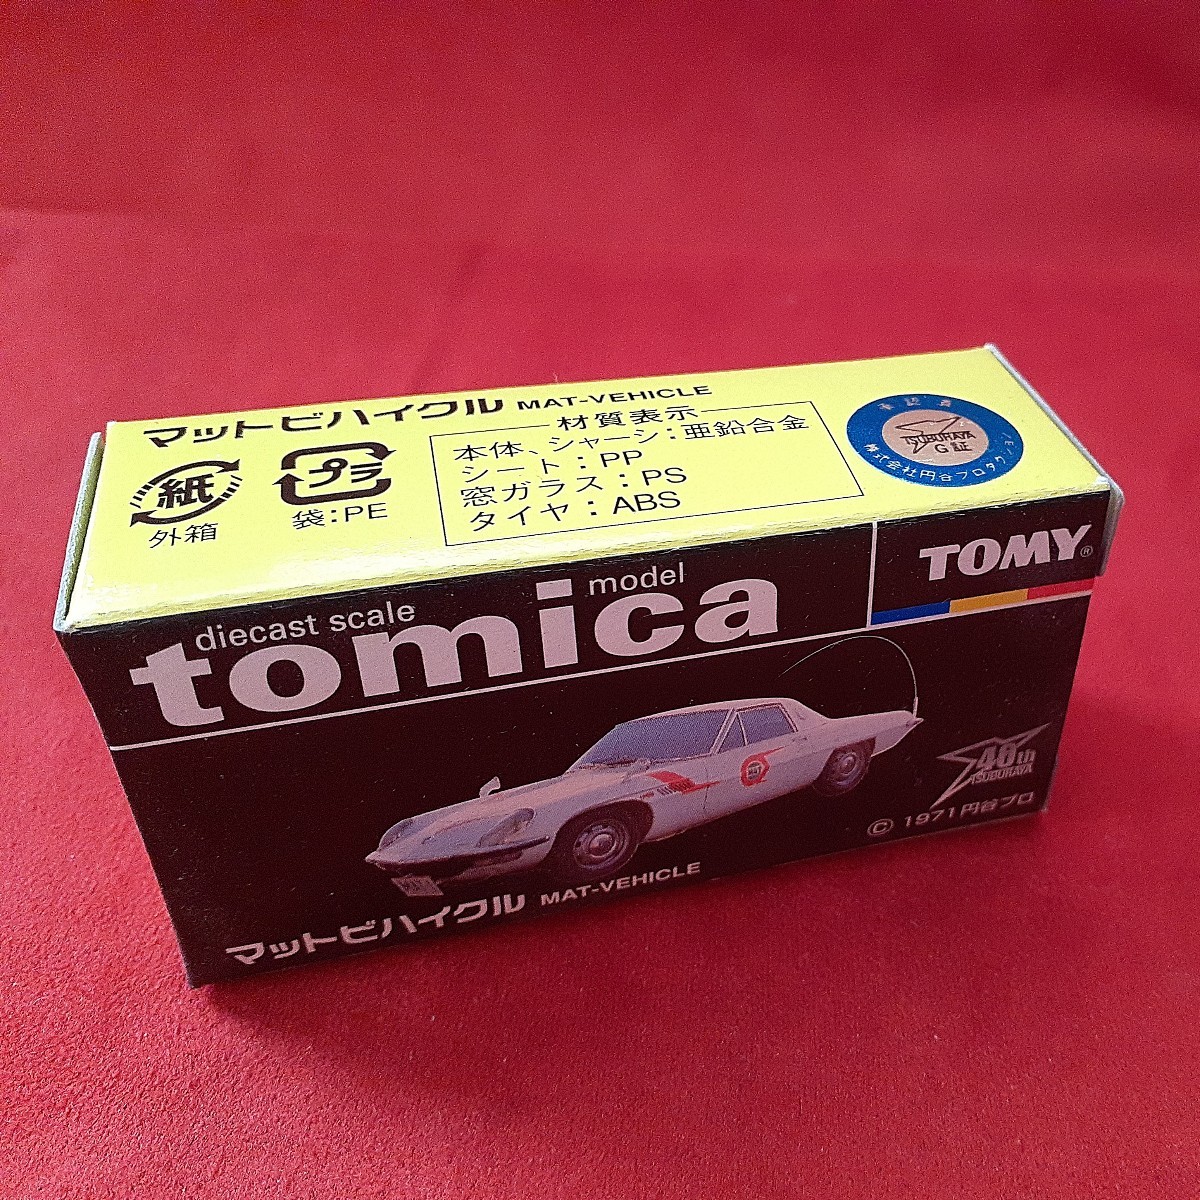 マットビハイクル MAT-VEHICLE
紙
外箱
プラ
袋:PE
材質表示
本体、シャーシ:亜鉛合金
シート:PP
窓ガラス:PS
タイヤ:ABS
TSUBURAYA
G証
株式会社円谷プロダクション
TOMY®
diecast scale model
tomica
40th
TSUBURAYA
© 1971 円谷プロ
マットビハイクル MAT-VEHICLE